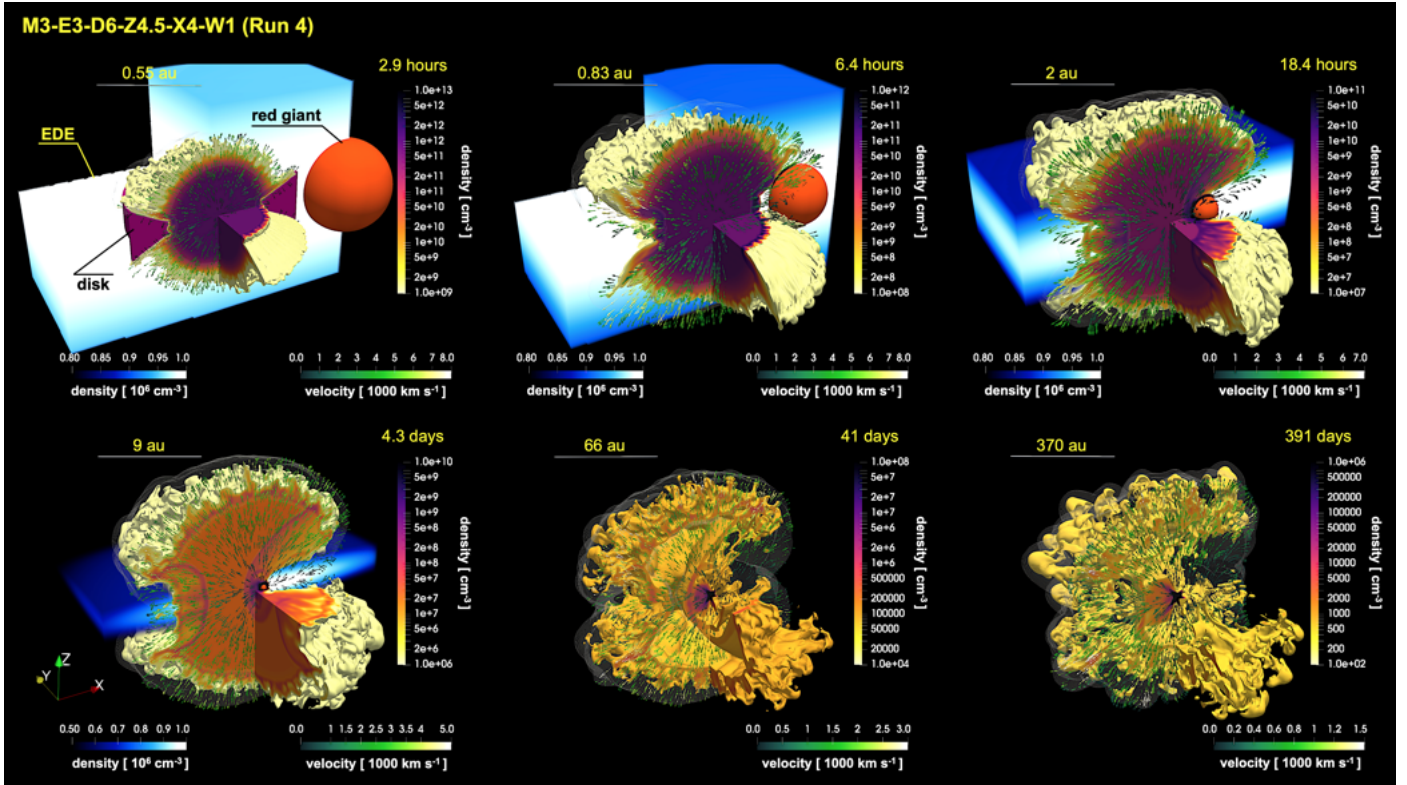 M3-E3-D6-Z4.5-X4-W1 (Run 4)
0.55 au
2.9 hours
EDE
red giant
disk
1.0e+13
5e+12
2e+12
1e+12
5e+11
2e+11
1e+11
5e+10
2e+10
1e+10
5e+9
2e+9
1.0e+09
density [ cm-3]
0.80 0.85 0.90 0.95 1.0
density [ 10⁶ cm-3]
0.0 1 2 3 4 5 6 7 8.0
velocity [ 1000 km s-1]
0.83 au
6.4 hours
1.0e+12
5e+11
2e+11
1e+11
5e+10
2e+10
1e+10
5e+9
2e+9
1e+9
5e+8
2e+8
1.0e+08
density [ cm-3]
0.80 0.85 0.90 0.95 1.0
density [ 10⁶ cm-3]
0.0 1 2 3 4 5 6 7 8.0
velocity [ 1000 km s-1]
2 au
18.4 hours
1.0e+11
5e+10
2e+10
1e+10
5e+9
2e+9
1e+9
5e+8
2e+8
1e+8
5e+7
2e+7
1.0e+07
density [ cm-3]
0.80 0.85 0.90 0.95 1.0
density [ 10⁶ cm-3]
0.0 1 2 3 4 5 6 7.0
velocity [ 1000 km s-1]
9 au
4.3 days
1.0e+10
5e+9
2e+9
1e+9
5e+8
2e+8
1e+8
5e+7
2e+7
1e+7
5e+6
2e+6
1.0e+06
density [ cm-3]
Z
Y
X
0.50 0.6 0.7 0.8 0.9 1.0
density [ 10⁶ cm-3]
0.0 1 1.5 2 2.5 3 3.5 4 5.0
velocity [ 1000 km s-1]
66 au
41 days
1.0e+08
5e+7
2e+7
1e+7
5e+6
2e+6
1e+6
500000
200000
100000
50000
20000
1.0e+04
density [ cm-3]
0.0 0.5 1 1.5 2 2.5 3.0
velocity [ 1000 km s-1]
370 au
391 days
1.0e+06
500000
200000
100000
50000
20000
10000
5000
2000
1000
500
200
1.0e+02
density [ cm-3]
0.0 0.2 0.4 0.6 0.8 1 1.2 1.5
velocity [ 1000 km s-1]